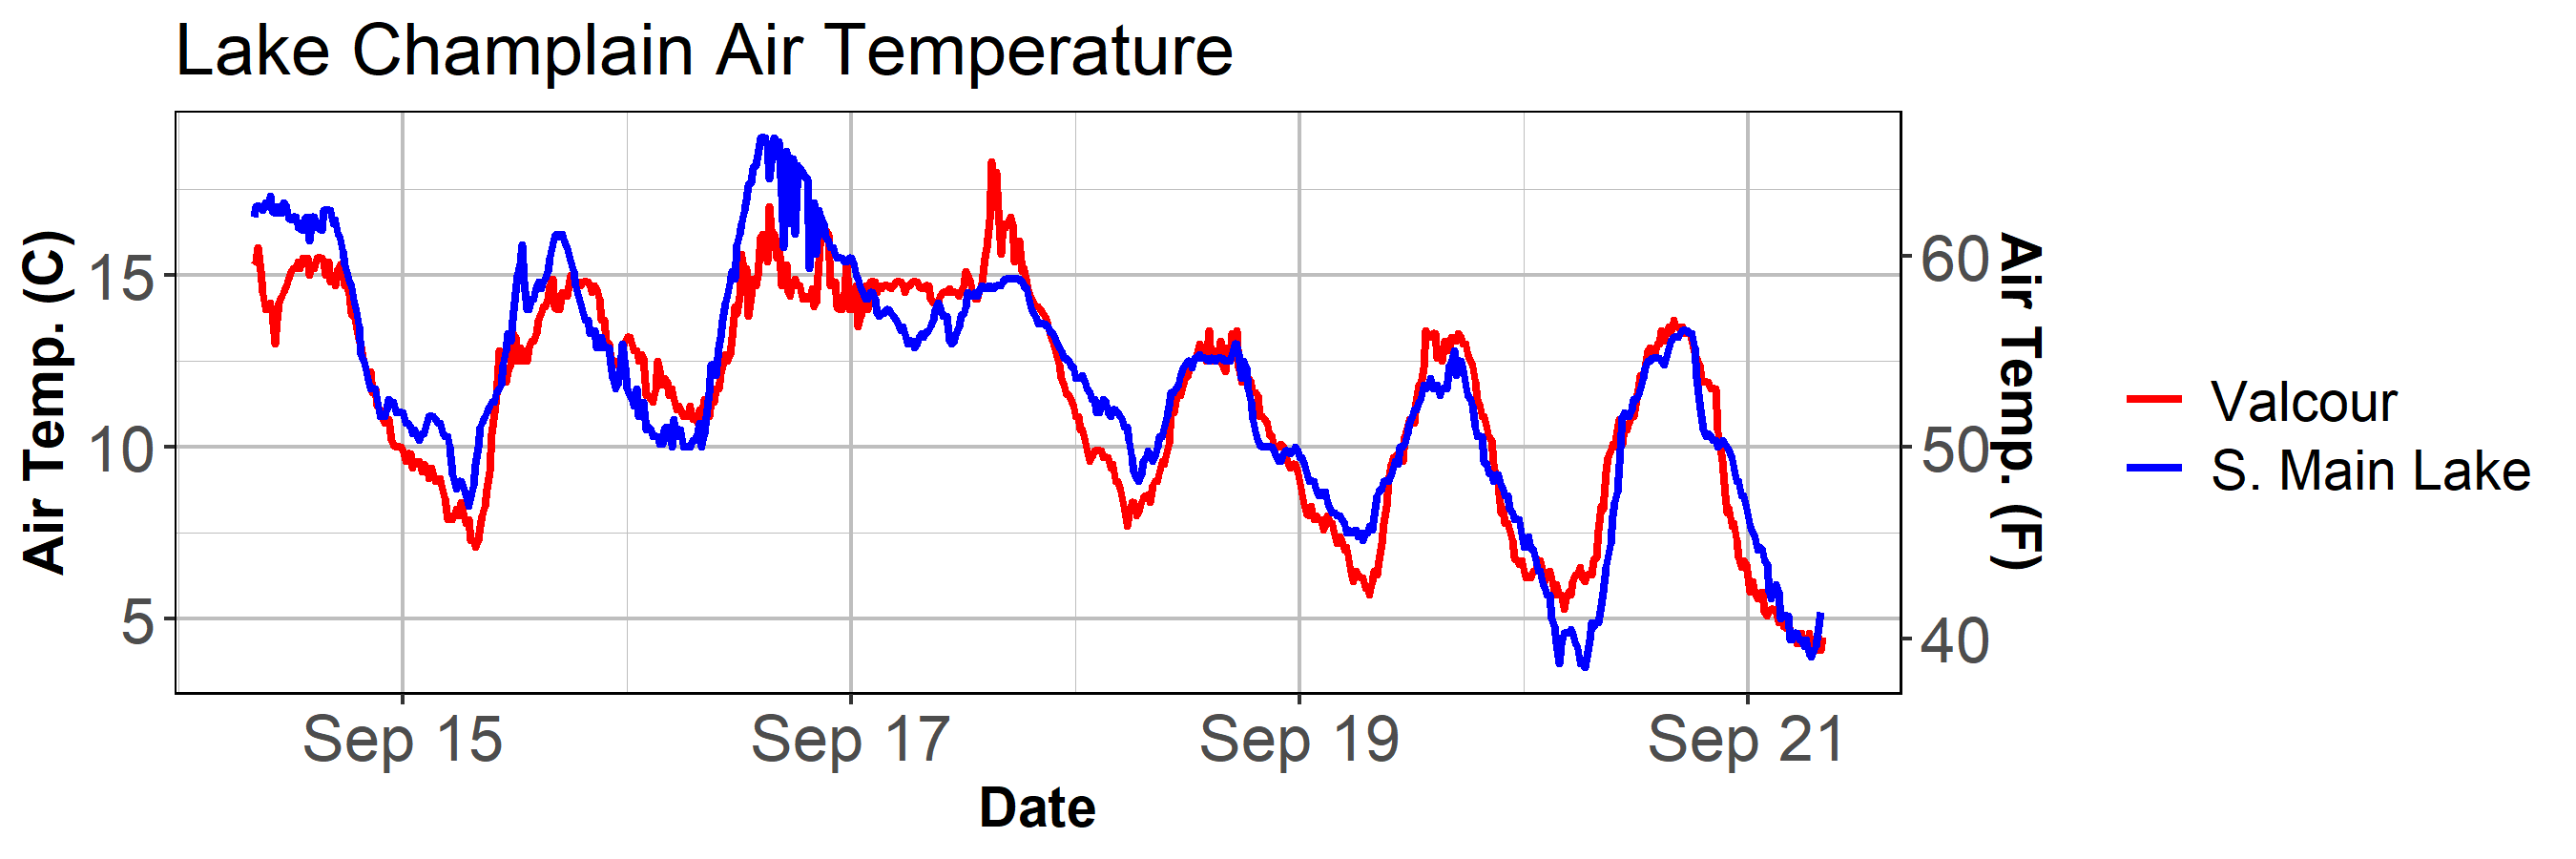 Lake Champlain Air Temperature
Air Temp. (C)
15
10
5
60
50
40
Air Temp. (F)
Sep 15
Sep 17
Sep 19
Sep 21
Date
Valcour
S. Main Lake